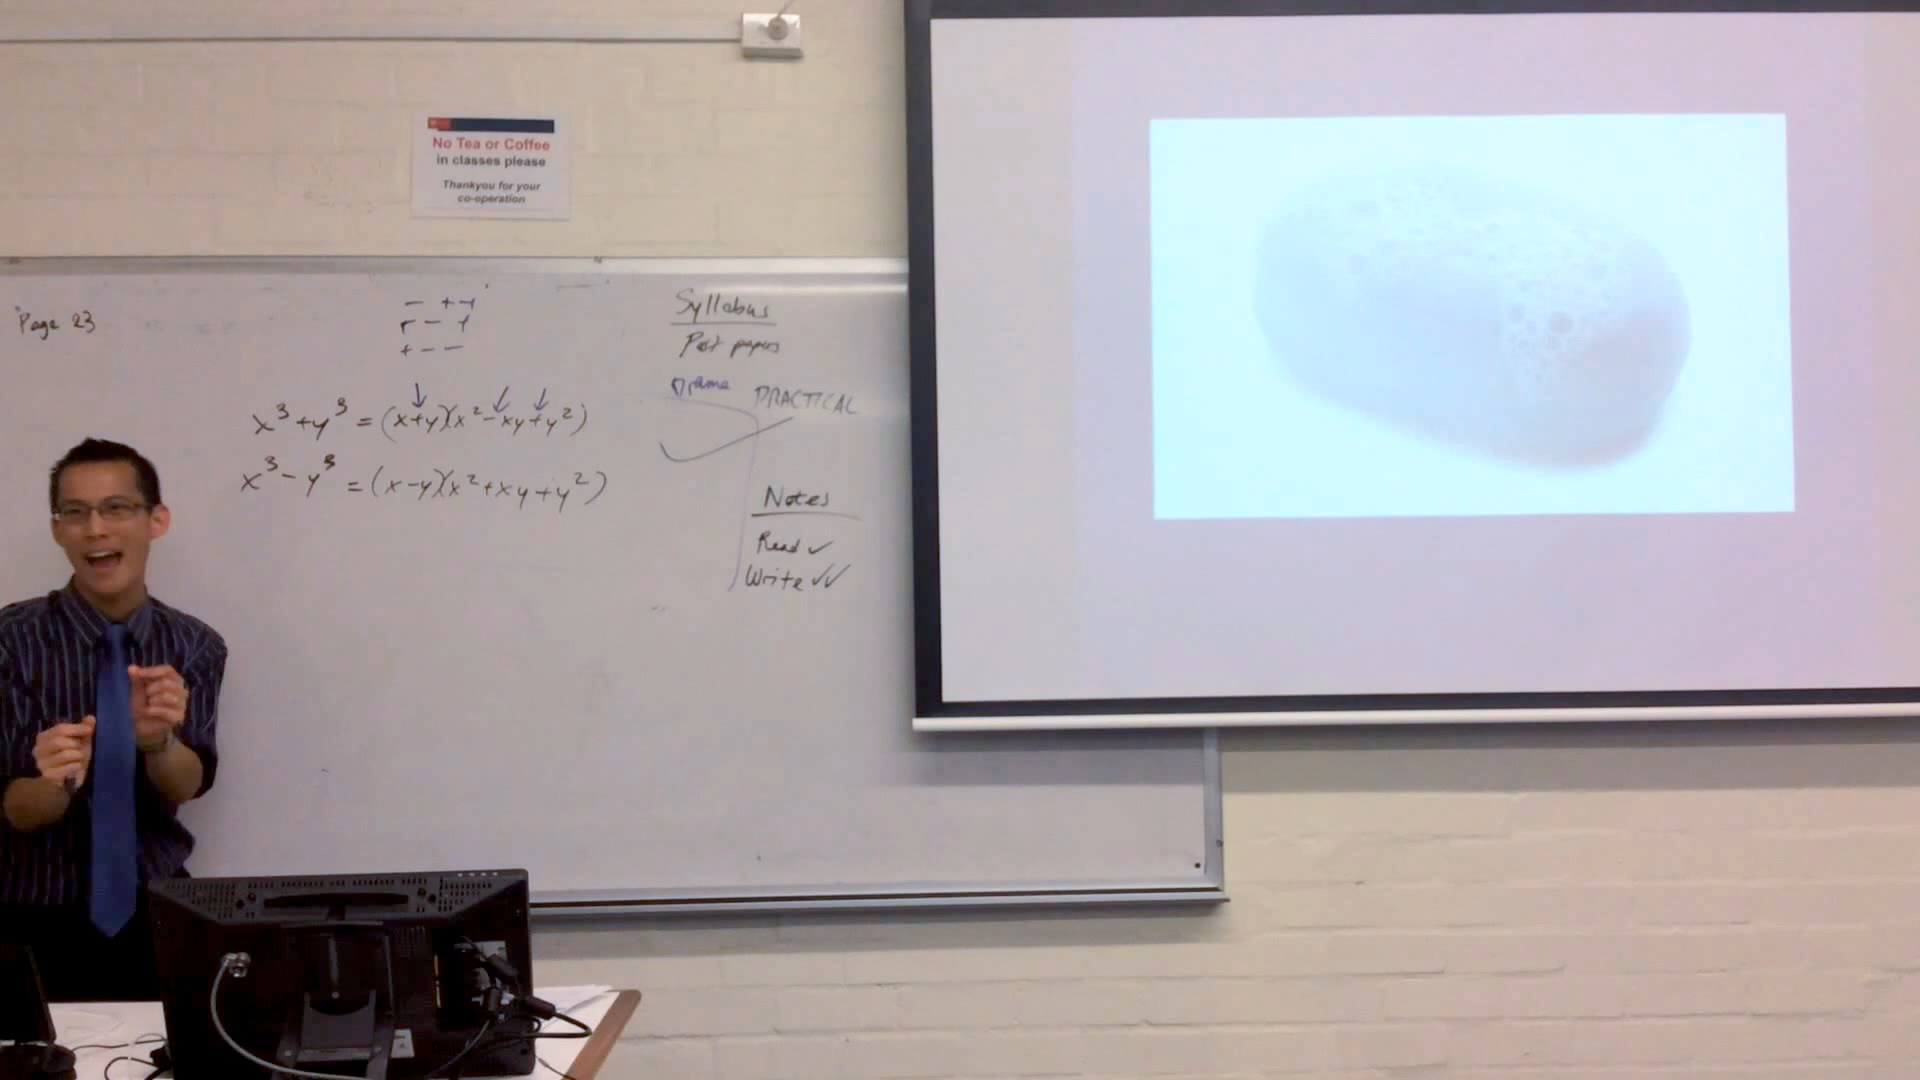 No Tea or Coffee
in classes please
Thankyou for your
co-operation
Page 23
- + +
+ - +
+ - -
x³ + y³ = (x+y)(x² - xy + y²)
x³ - y³ = (x-y)(x² + xy + y²)
Syllabus
Past papers
PRACTICAL
Notes
Read ✓
Write ✓✓